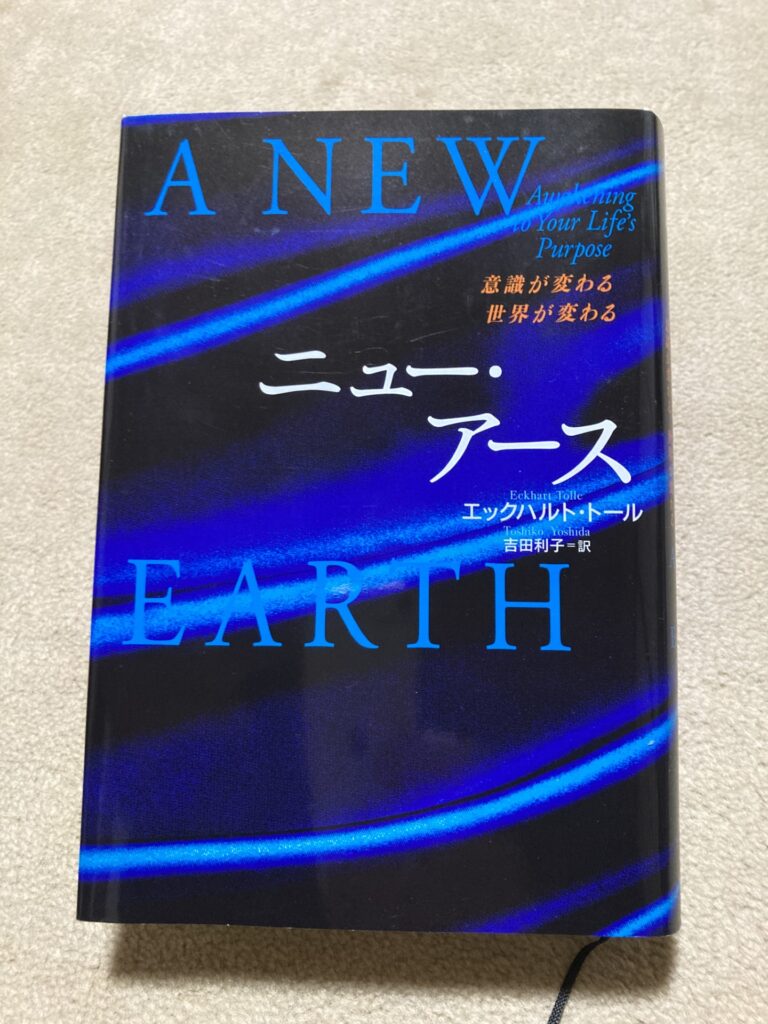 A NEW
Awakening
to Your Life's
Purpose
意識が変わる
世界が変わる
ニュー・
アース
Eckhart Tolle
エックハルト・トール
Toshiko Yoshida
吉田利子=訳
EARTH